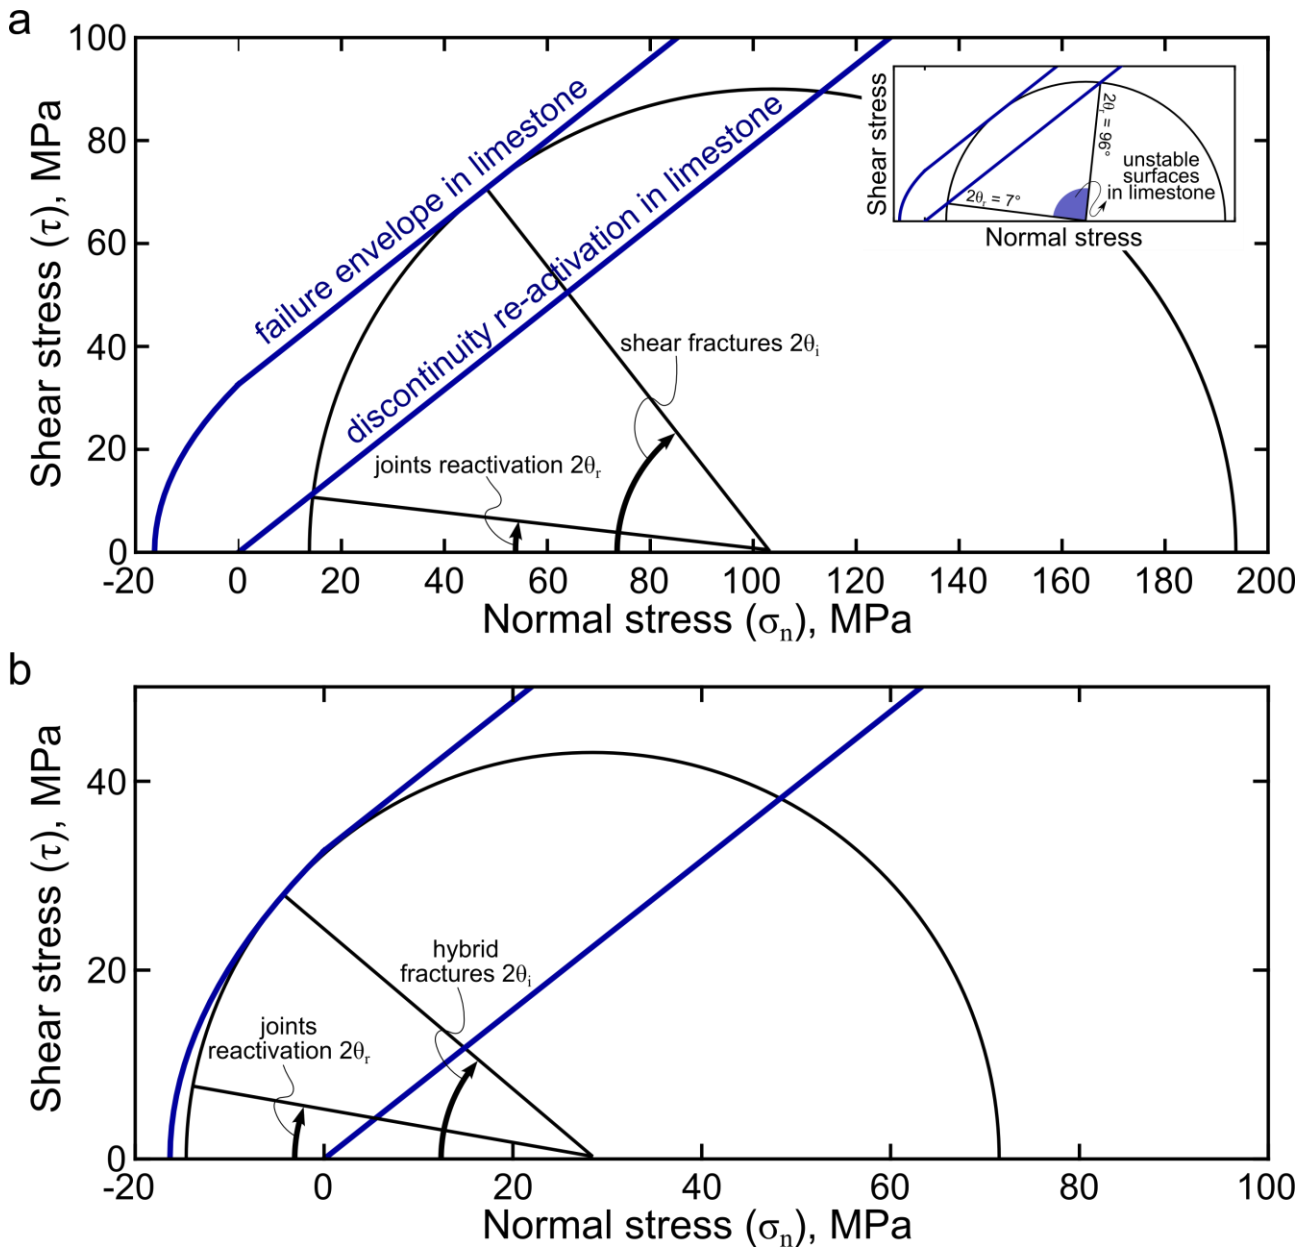 a
100
80
60
40
20
0
-20
0
20
40
60
80
100
120
140
160
180
200
Shear stress (τ), MPa
Normal stress (σn), MPa
failure envelope in limestone
discontinuity re-activation in limestone
shear fractures 2θi
joints reactivation 2θr
Shear stress
Normal stress
2θr = 7°
2θr = 96°
unstable
surfaces
in limestone
b
40
20
0
-20
0
20
40
60
80
100
Shear stress (τ), MPa
Normal stress (σn), MPa
hybrid
fractures 2θi
joints
reactivation 2θr